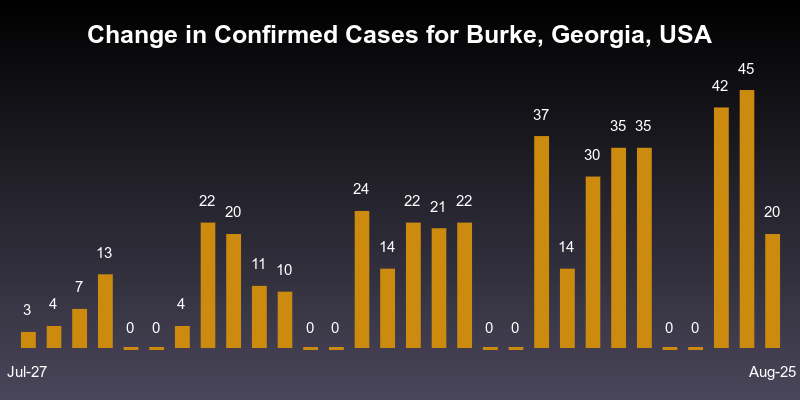 Change in Confirmed Cases for Burke, Georgia, USA
3 4 7 13 0 0 4 22 20 11 10 0 0 24 14 22 21 22 0 0 37 14 30 35 35 0 0 42 45 20
Jul-27 Aug-25